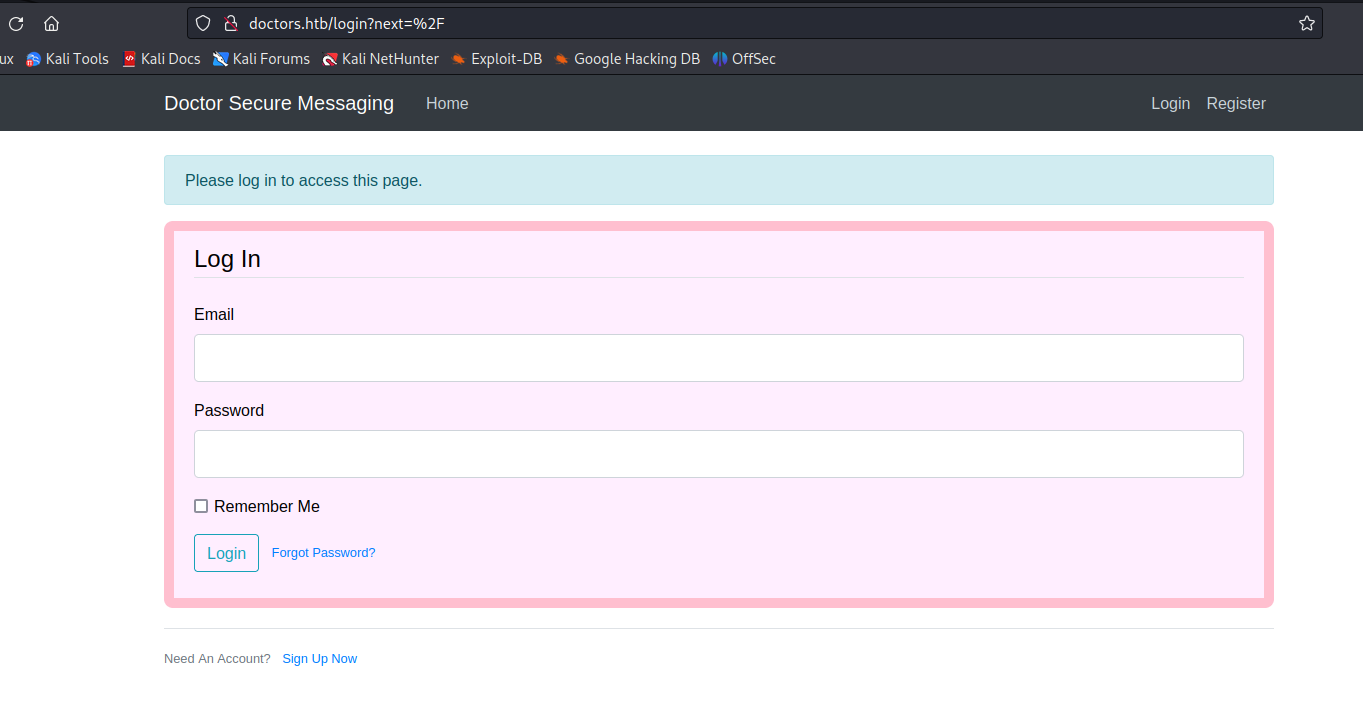 doctors.htb/login?next=%2F
ux Kali Tools Kali Docs Kali Forums Kali NetHunter Exploit-DB Google Hacking DB OffSec
Doctor Secure Messaging Home Login Register
Please log in to access this page.
Log In
Email
Password
Remember Me
Login Forgot Password?
Need An Account? Sign Up Now